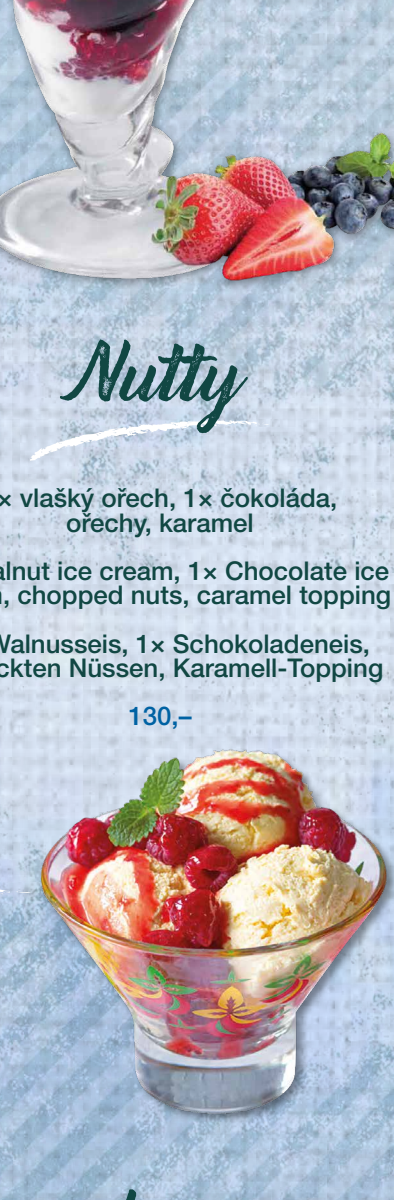 Nutty
× vlašký ořech, 1× čokoláda,
ořechy, karamel
alnut ice cream, 1× Chocolate ice
, chopped nuts, caramel topping
Walnusseis, 1× Schokoladeneis,
ckten Nüssen, Karamell-Topping
130,–